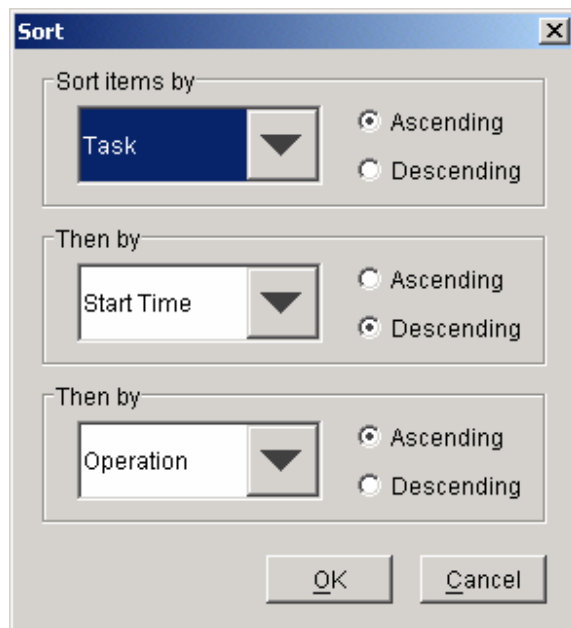 Sort
Sort items by
Task
Ascending
Descending
Then by
Start Time
Ascending
Descending
Then by
Operation
Ascending
Descending
OK
Cancel